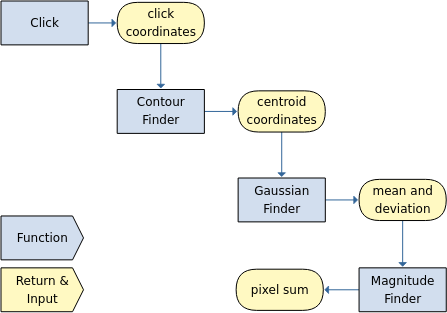 Click
click
coordinates
Contour
Finder
centroid
coordinates
Gaussian
Finder
mean and
deviation
Function
Return &
Input
pixel sum
Magnitude
Finder